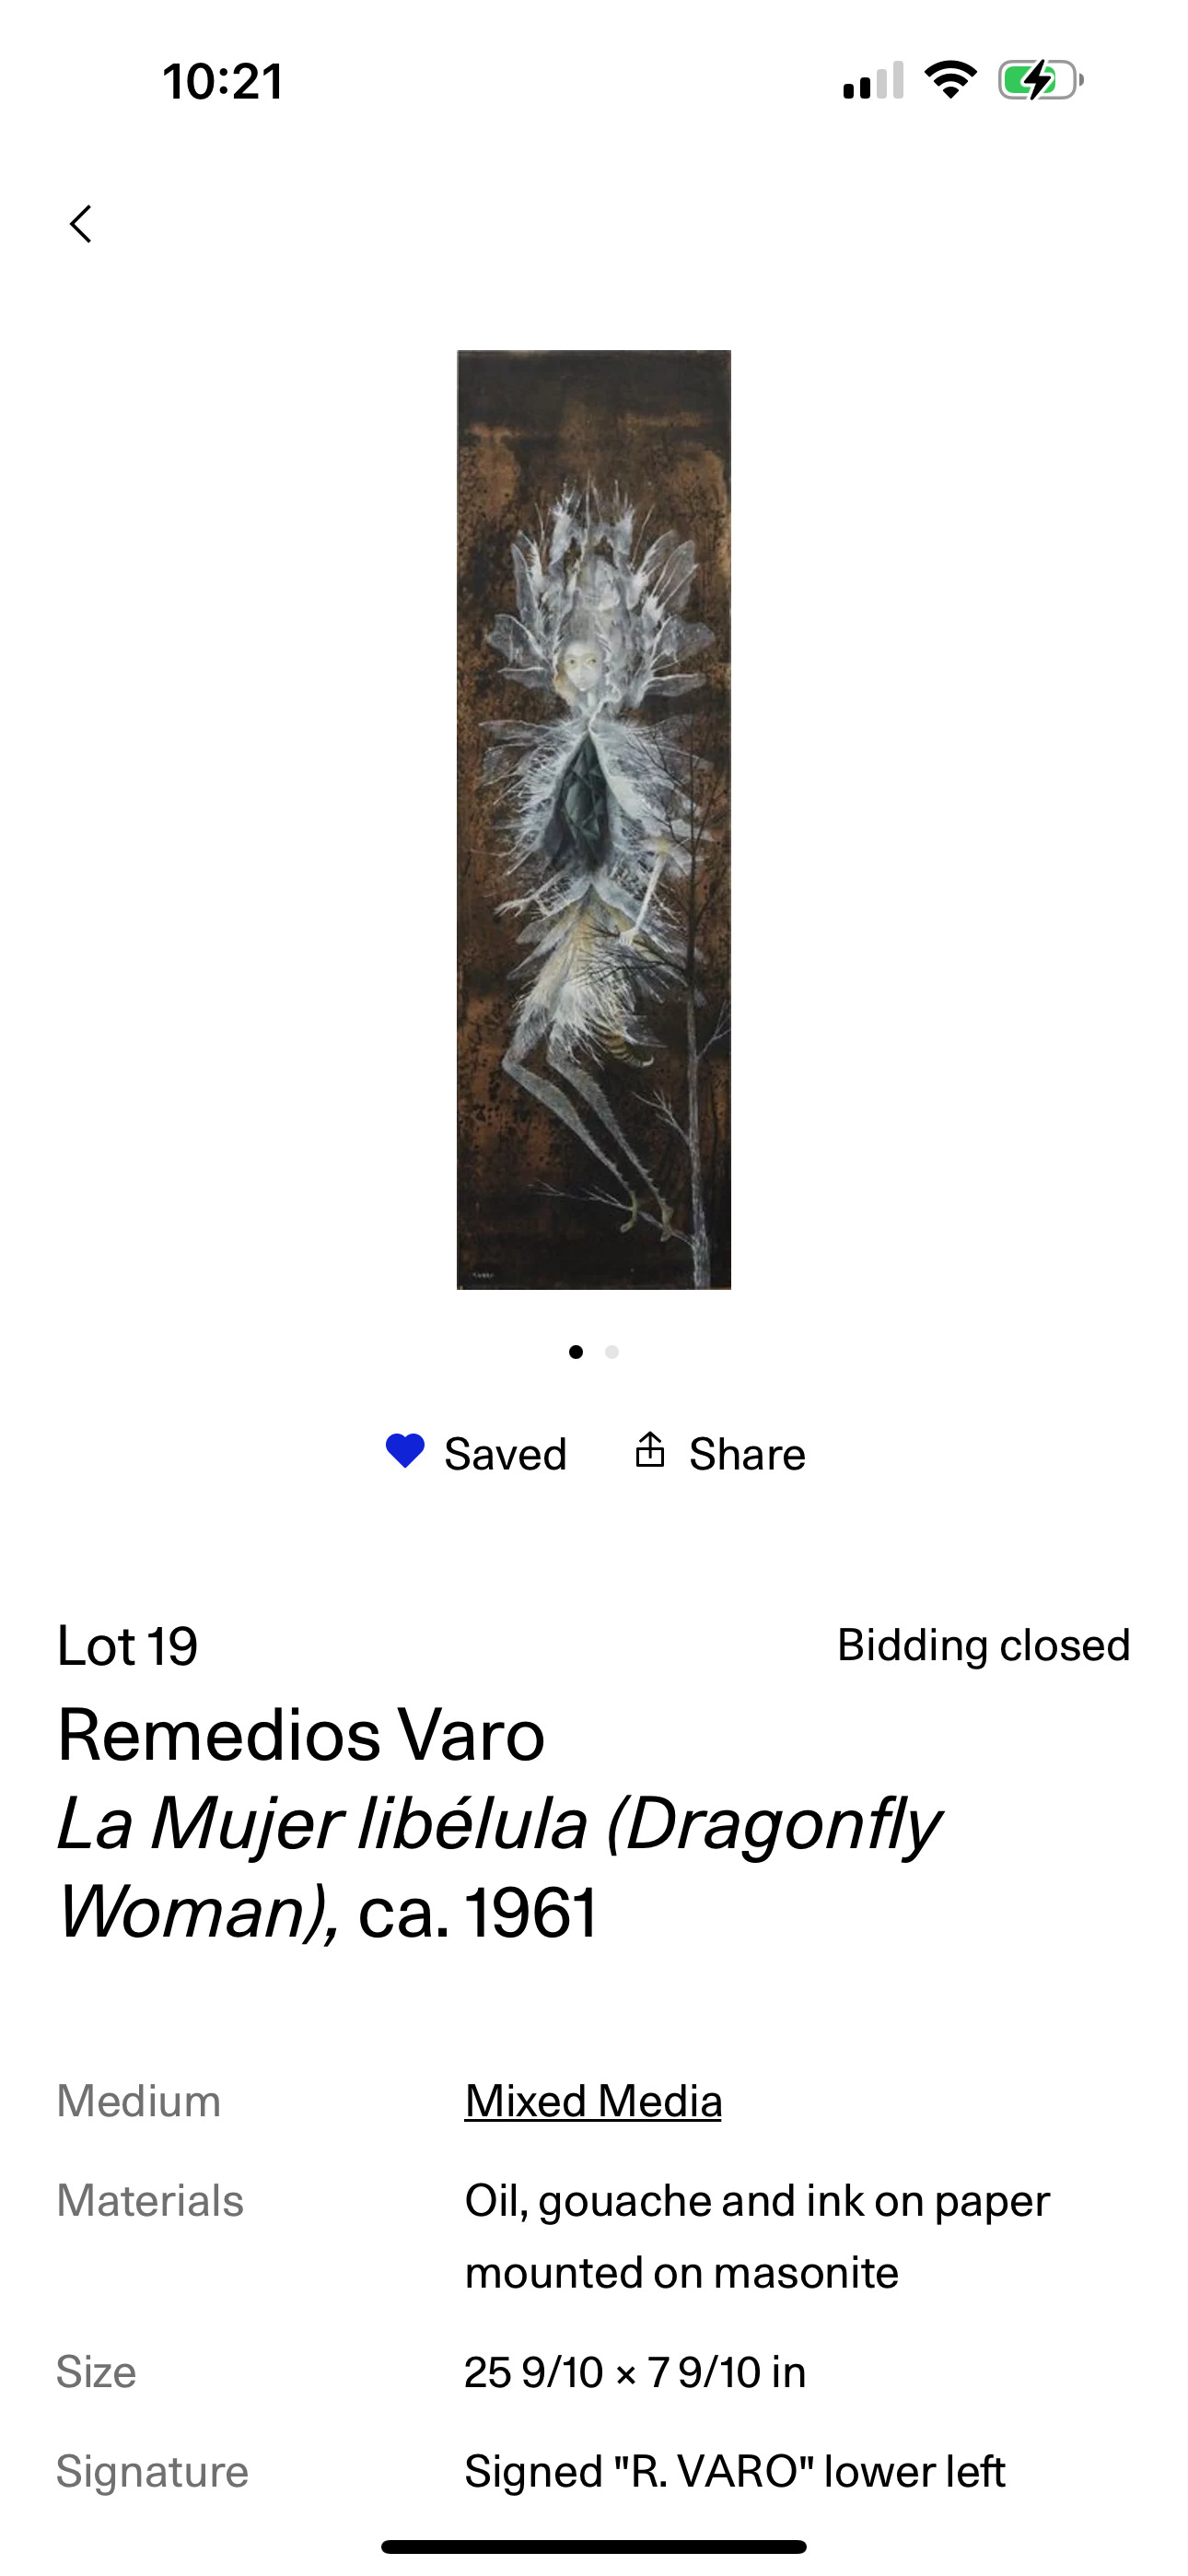 10:21
Saved Share
Lot 19 Bidding closed
Remedios Varo
La Mujer libélula (Dragonfly
Woman), ca. 1961
Medium Mixed Media
Materials Oil, gouache and ink on paper
mounted on masonite
Size 25 9/10 × 7 9/10 in
Signature Signed "R. VARO" lower left